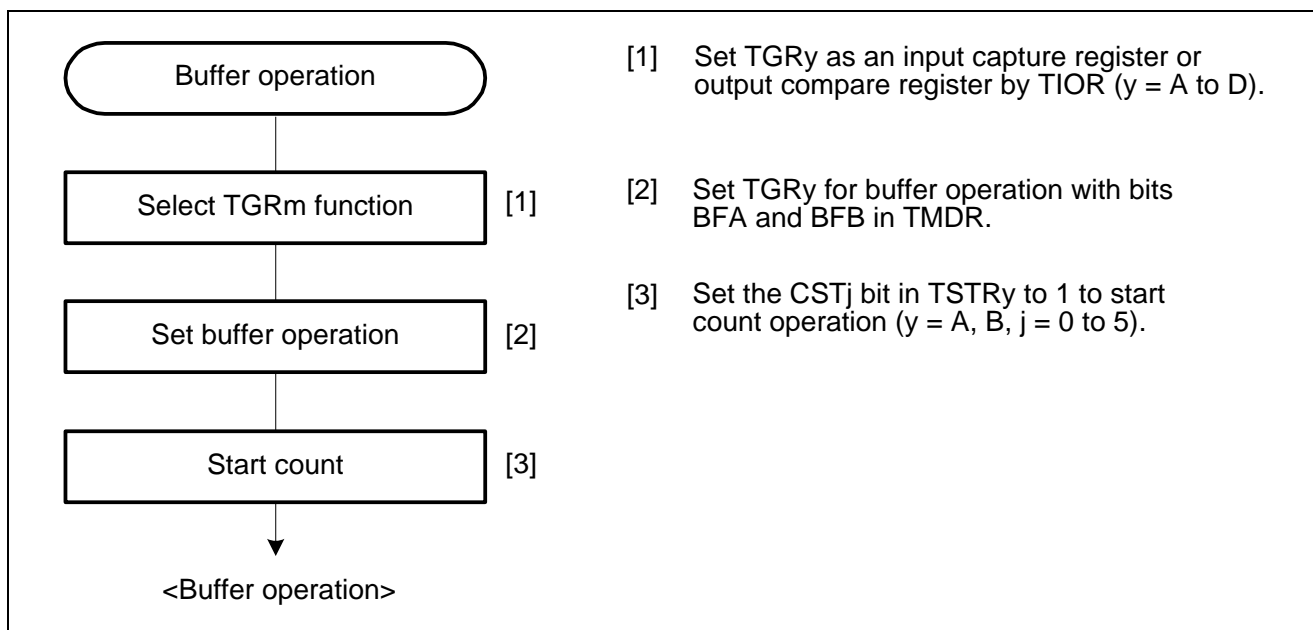 Buffer operation
Select TGRm function
[1]
Set buffer operation
[2]
Start count
[3]
<Buffer operation>
[1] Set TGRy as an input capture register or
output compare register by TIOR (y = A to D).
[2] Set TGRy for buffer operation with bits
BFA and BFB in TMDR.
[3] Set the CSTj bit in TSTRy to 1 to start
count operation (y = A, B, j = 0 to 5).